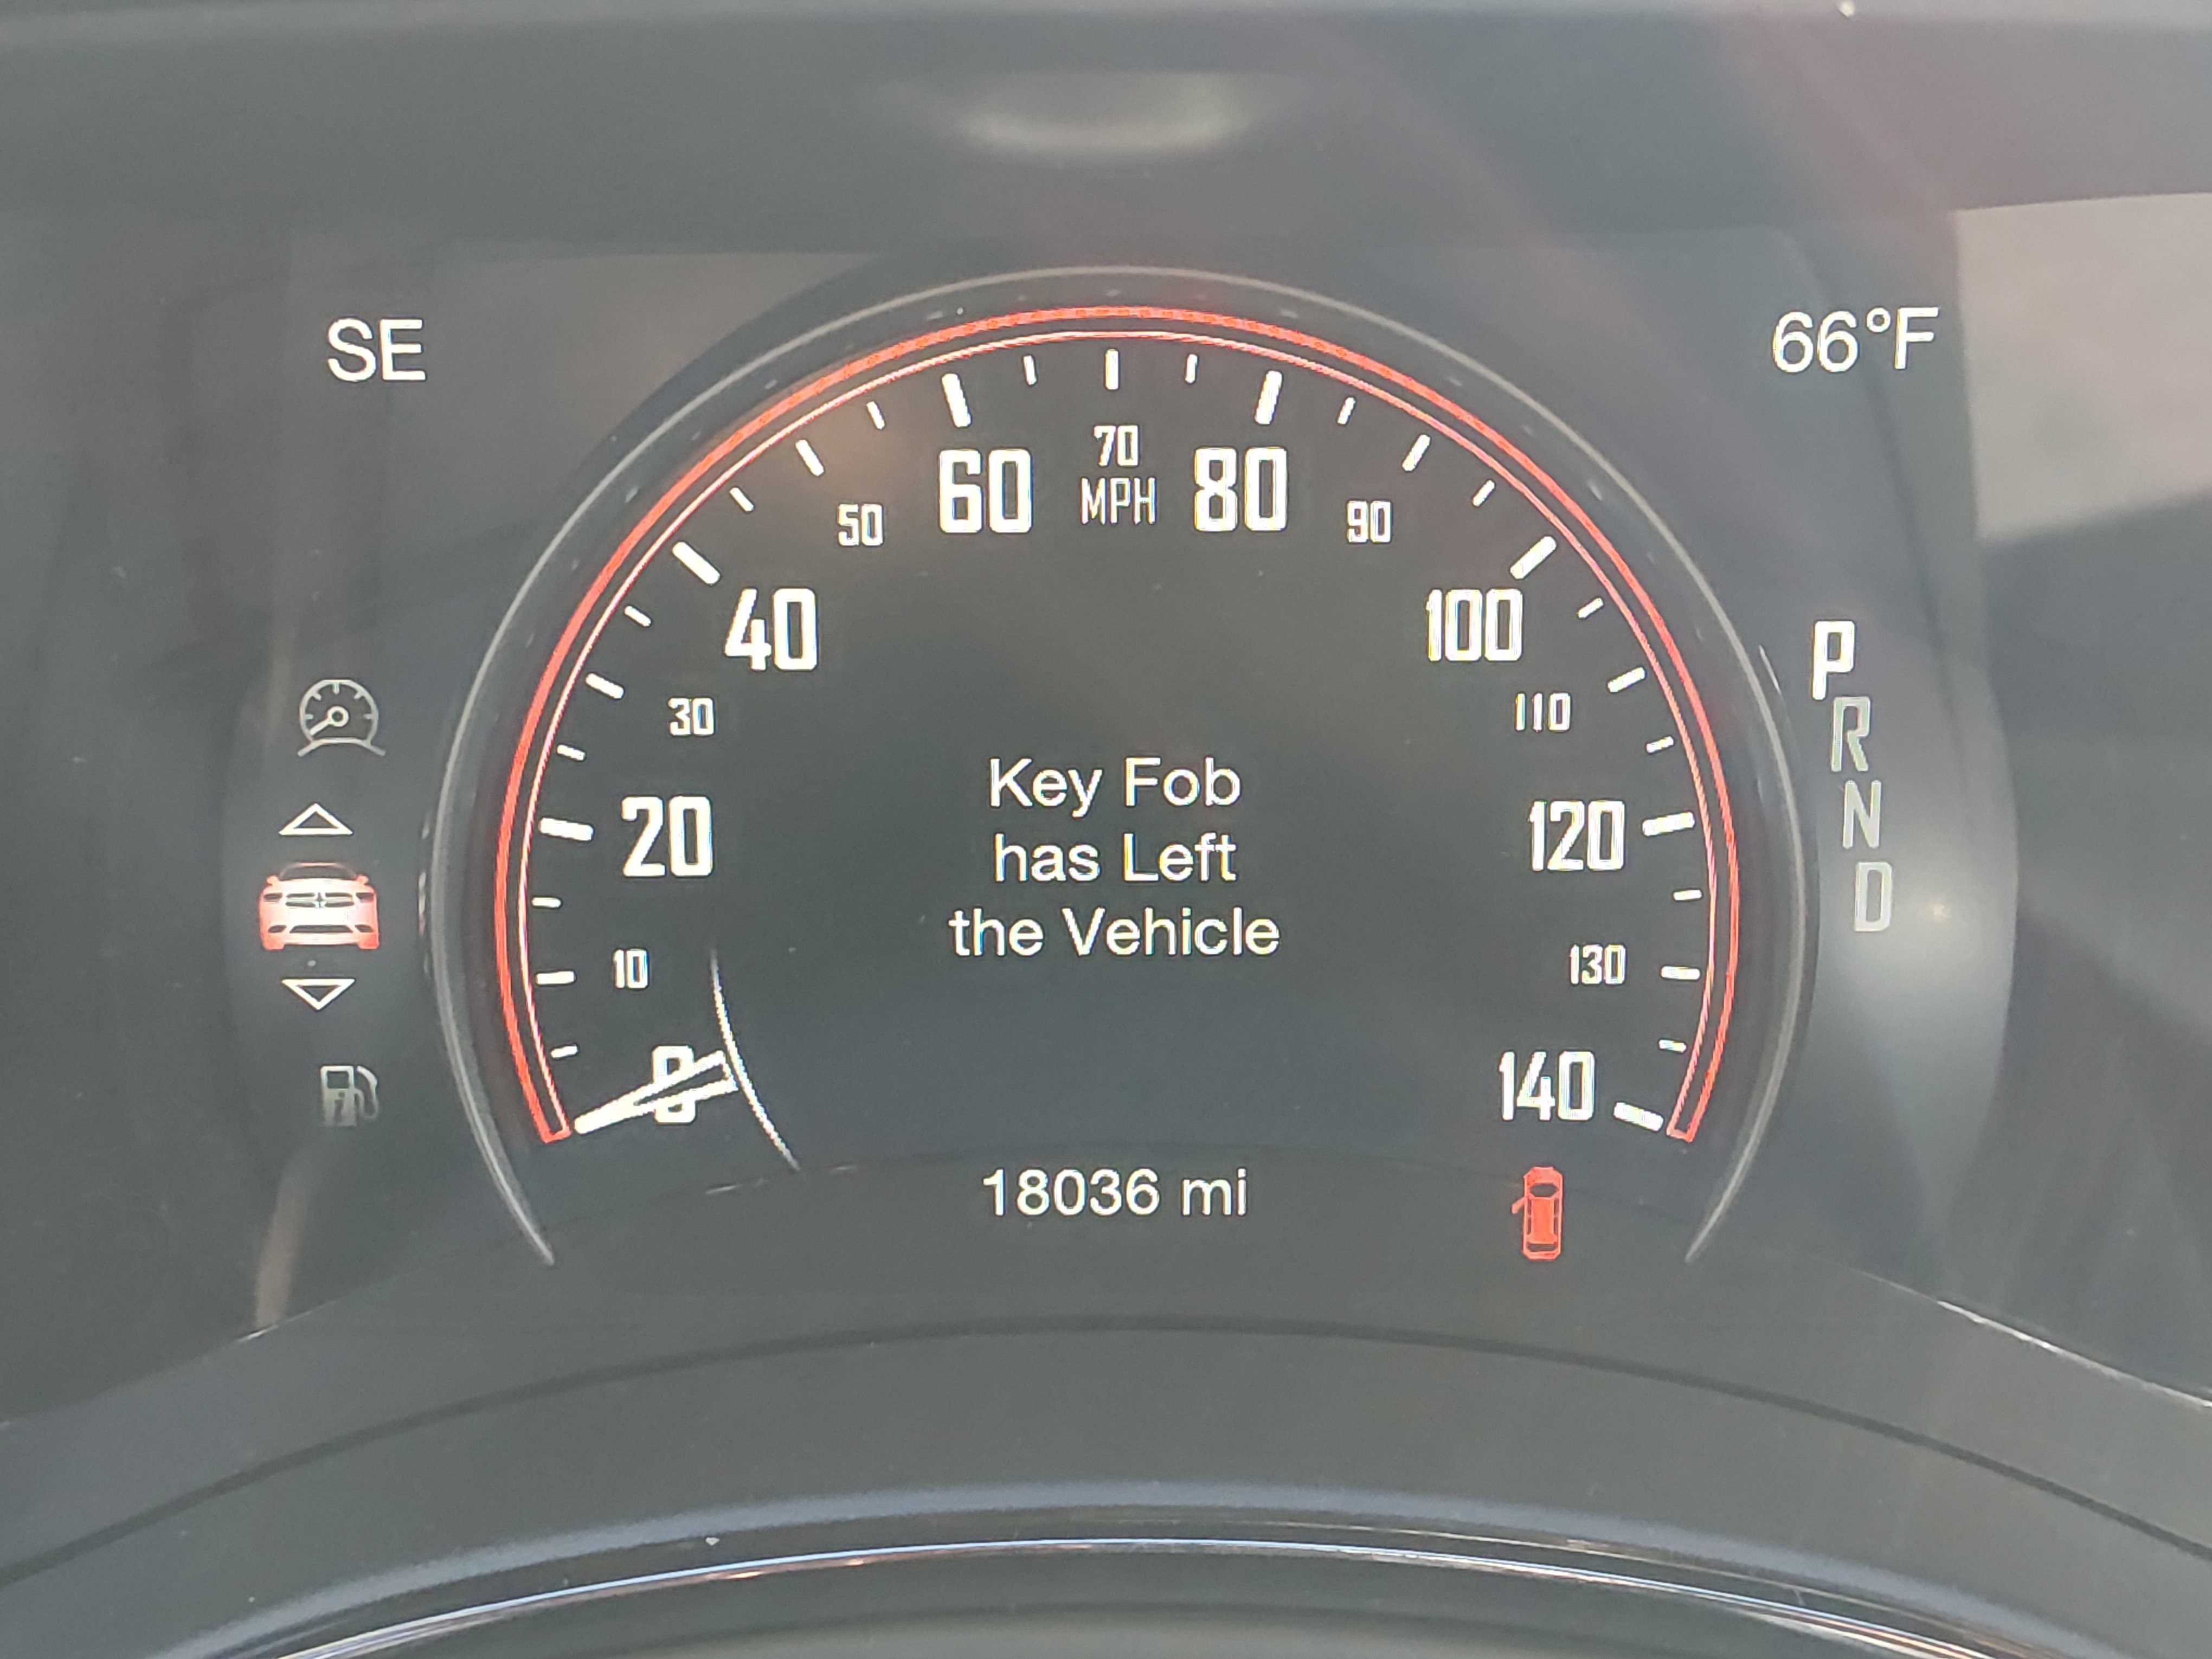 SE
66°F
0
10
20
30
40
50
60
70
MPH
80
90
100
110
120
130
140
P
R
N
D
Key Fob
has Left
the Vehicle
18036 mi